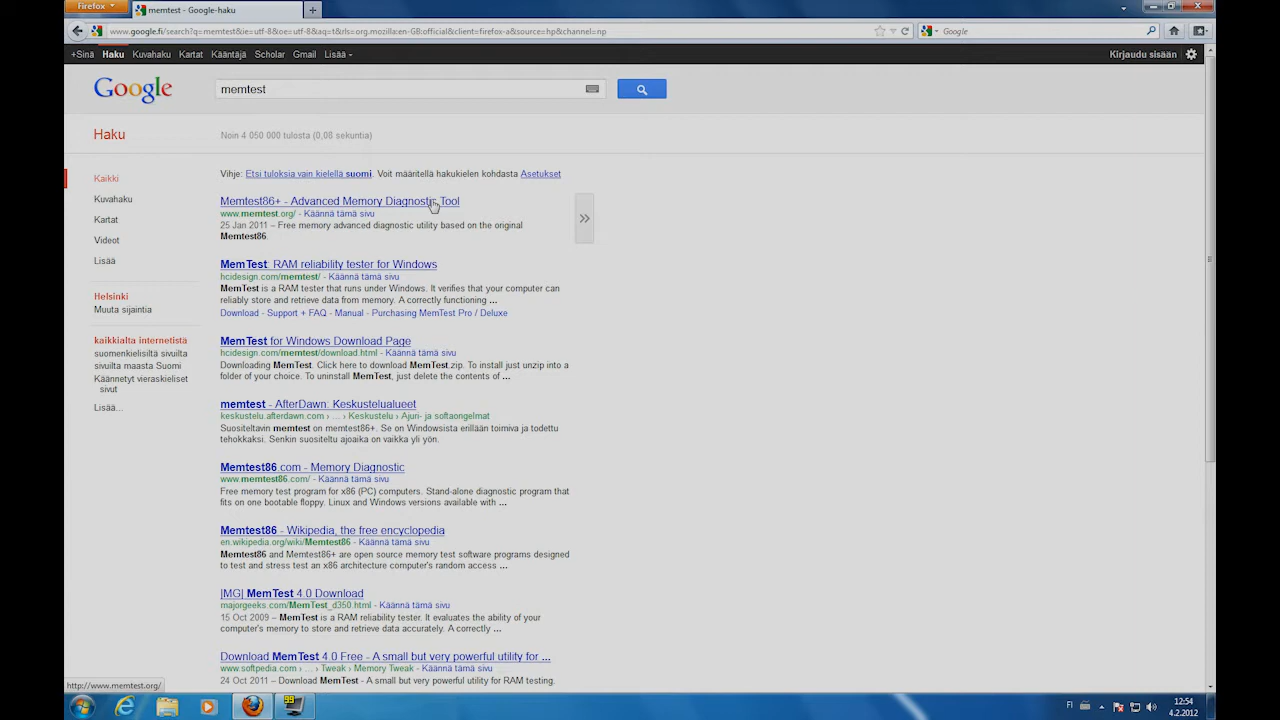 Firefox
memtest - Google-haku
www.google.fi/search?q=memtest&ie=utf-8&oe=utf-8&aq=t&rls=org.mozilla:en-GB:official&client=firefox-a&source=hp&channel=np
Google
+Sinä Haku Kuvahaku Kartat Kääntäjä Scholar Gmail Lisää
Kirjaudu sisään
Google
memtest
Haku
Noin 4 050 000 tulosta (0,08 sekuntia)
Kaikki
Kuvahaku
Kartat
Videot
Lisää
Helsinki
Muuta sijaintia
kaikkialta internetistä
suomenkielisiltä sivuilta
sivuilta maasta Suomi
Käännetyt vieraskieliset
sivut
Lisää...
Vihje: Etsi tuloksia vain kielellä suomi. Voit määritellä hakukielen kohdasta Asetukset
Memtest86+ - Advanced Memory Diagnostic Tool
www.memtest.org/ - Käännä tämä sivu
25 Jan 2011 – Free memory advanced diagnostic utility based on the original
Memtest86.
MemTest: RAM reliability tester for Windows
hcidesign.com/memtest/ - Käännä tämä sivu
MemTest is a RAM tester that runs under Windows. It verifies that your computer can
reliably store and retrieve data from memory. A correctly functioning ...
Download - Support + FAQ - Manual - Purchasing MemTest Pro / Deluxe
MemTest for Windows Download Page
hcidesign.com/memtest/download.html - Käännä tämä sivu
Downloading MemTest. Click here to download MemTest.zip. To install just unzip into a
folder of your choice. To uninstall MemTest, just delete the contents of ...
memtest - AfterDawn: Keskustelualueet
keskustelu.afterdawn.com › ... › Keskustelu › Ajuri- ja softaongelmat
Suositeltavin memtest on memtest86+. Se on Windowsista erillään toimiva ja todettu
tehokkaksi. Senkin suositeltu ajoaika on vaikka yli yön.
Memtest86.com - Memory Diagnostic
www.memtest86.com/ - Käännä tämä sivu
Free memory test program for x86 (PC) computers. Stand-alone diagnostic program that
fits on one bootable floppy. Linux and Windows versions available with ...
Memtest86 - Wikipedia, the free encyclopedia
en.wikipedia.org/wiki/Memtest86 - Käännä tämä sivu
Memtest86 and Memtest86+ are open source memory test software programs designed
to test and stress test an x86 architecture computer's random access ...
|MG| MemTest 4.0 Download
majorgeeks.com/MemTest_d350.html - Käännä tämä sivu
15 Oct 2009 – MemTest is a RAM reliability tester. It evaluates the ability of your
computer's memory to store and retrieve data accurately. A correctly ...
Download MemTest 4.0 Free - A small but very powerful utility for ...
www.softpedia.com › ... › Tweak › Memory Tweak - Käännä tämä sivu
24 Oct 2011 – Download MemTest - A small but very powerful utility for RAM testing.
http://www.memtest.org/
99
FI
12:54
4.2.2012